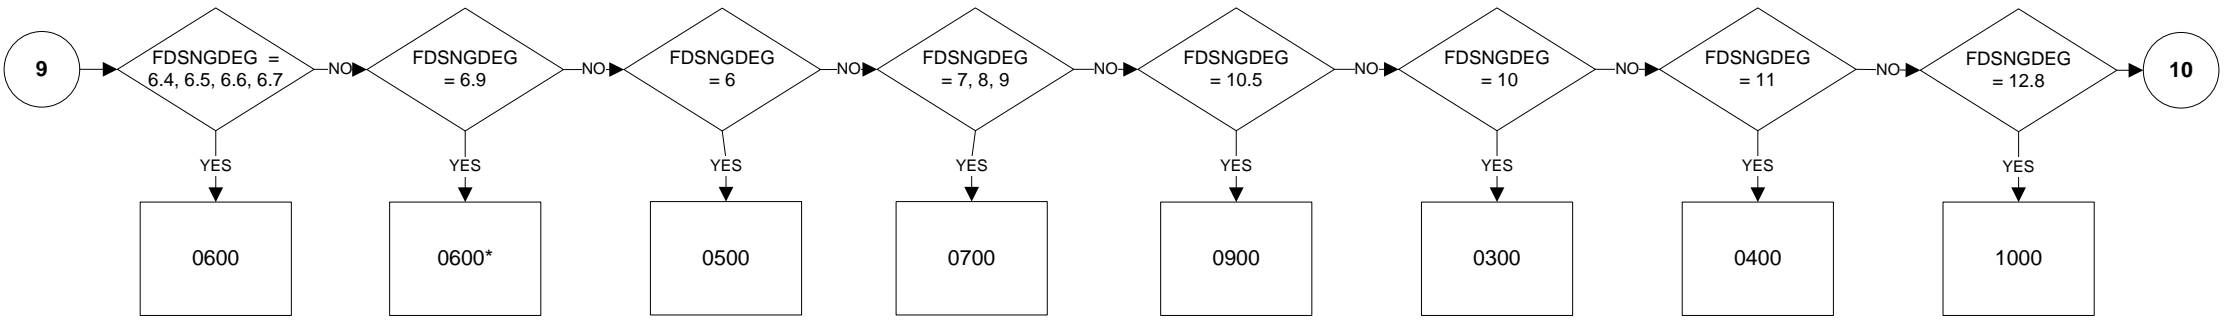 9
FDSNGDEG =
6.4, 6.5, 6.6, 6.7
NO
FDSNGDEG
= 6.9
NO
FDSNGDEG
= 6
NO
FDSNGDEG
= 7, 8, 9
NO
FDSNGDEG
= 10.5
NO
FDSNGDEG
= 10
NO
FDSNGDEG
= 11
NO
FDSNGDEG
= 12.8
10
YES
YES
YES
YES
YES
YES
YES
YES
0600
0600*
0500
0700
0900
0300
0400
1000